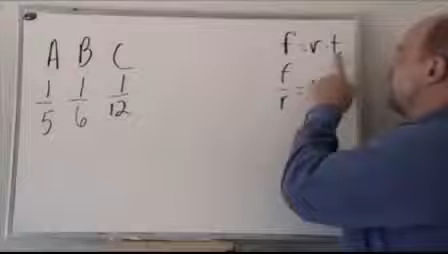 A B C
1/5 1/6 1/12
f = r · t
f/r =